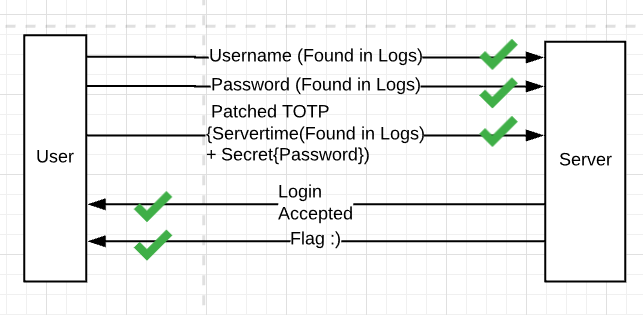 Username (Found in Logs)
Password (Found in Logs)
Patched TOTP
{Servertime(Found in Logs)
+ Secret{Password})
User
Server
Login
Accepted
Flag :)